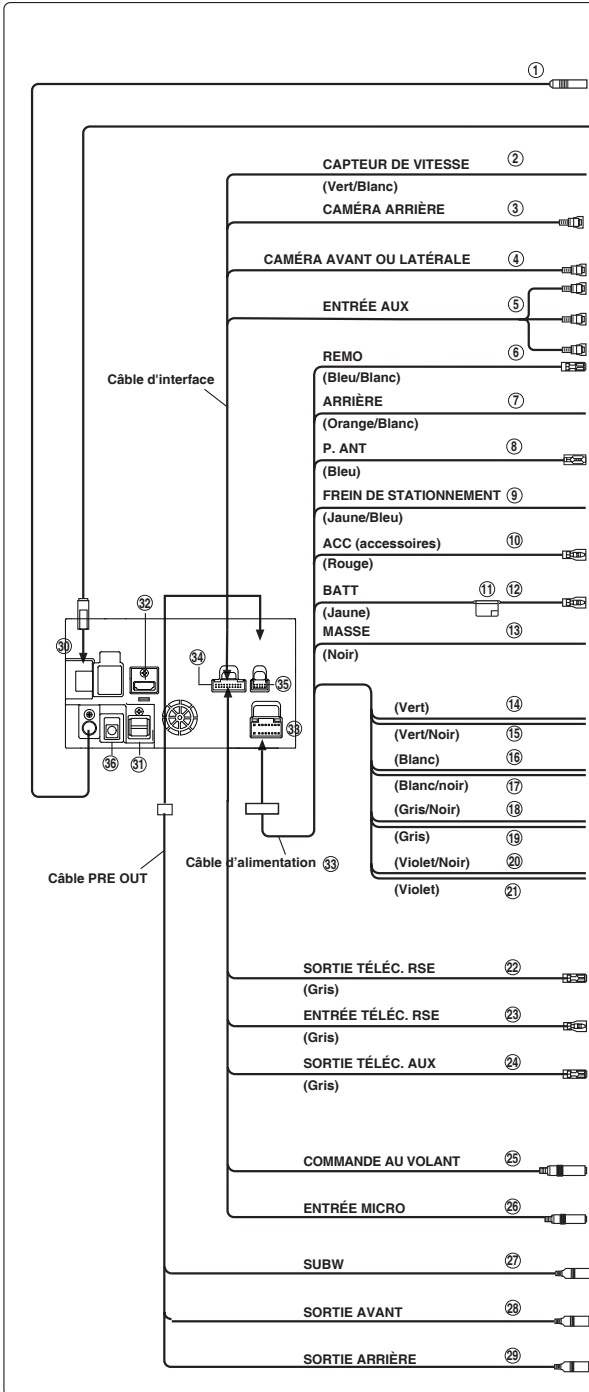 ①
CAPTEUR DE VITESSE ②
(Vert/Blanc)
CAMÉRA ARRIÈRE ③
CAMÉRA AVANT OU LATÉRALE ④
ENTRÉE AUX ⑤
REMO ⑥
(Bleu/Blanc)
Câble d'interface
ARRIÈRE ⑦
(Orange/Blanc)
P. ANT ⑧
(Bleu)
FREIN DE STATIONNEMENT ⑨
(Jaune/Bleu)
ACC (accessoires) ⑩
(Rouge)
BATT ⑪ ⑫
(Jaune)
MASSE ⑬
(Noir)
㉚ ㉜ ㉞ ㉟ ㉝
㊱ ㉛
(Vert) ⑭
(Vert/Noir) ⑮
(Blanc) ⑯
(Blanc/noir) ⑰
(Gris/Noir) ⑱
(Gris) ⑲
(Violet/Noir) ⑳
(Violet) ㉑
Câble d'alimentation ㉝
Câble PRE OUT
SORTIE TÉLÉC. RSE ㉒
(Gris)
ENTRÉE TÉLÉC. RSE ㉓
(Gris)
SORTIE TÉLÉC. AUX ㉔
(Gris)
COMMANDE AU VOLANT ㉕
ENTRÉE MICRO ㉖
SUBW ㉗
SORTIE AVANT ㉘
SORTIE ARRIÈRE ㉙